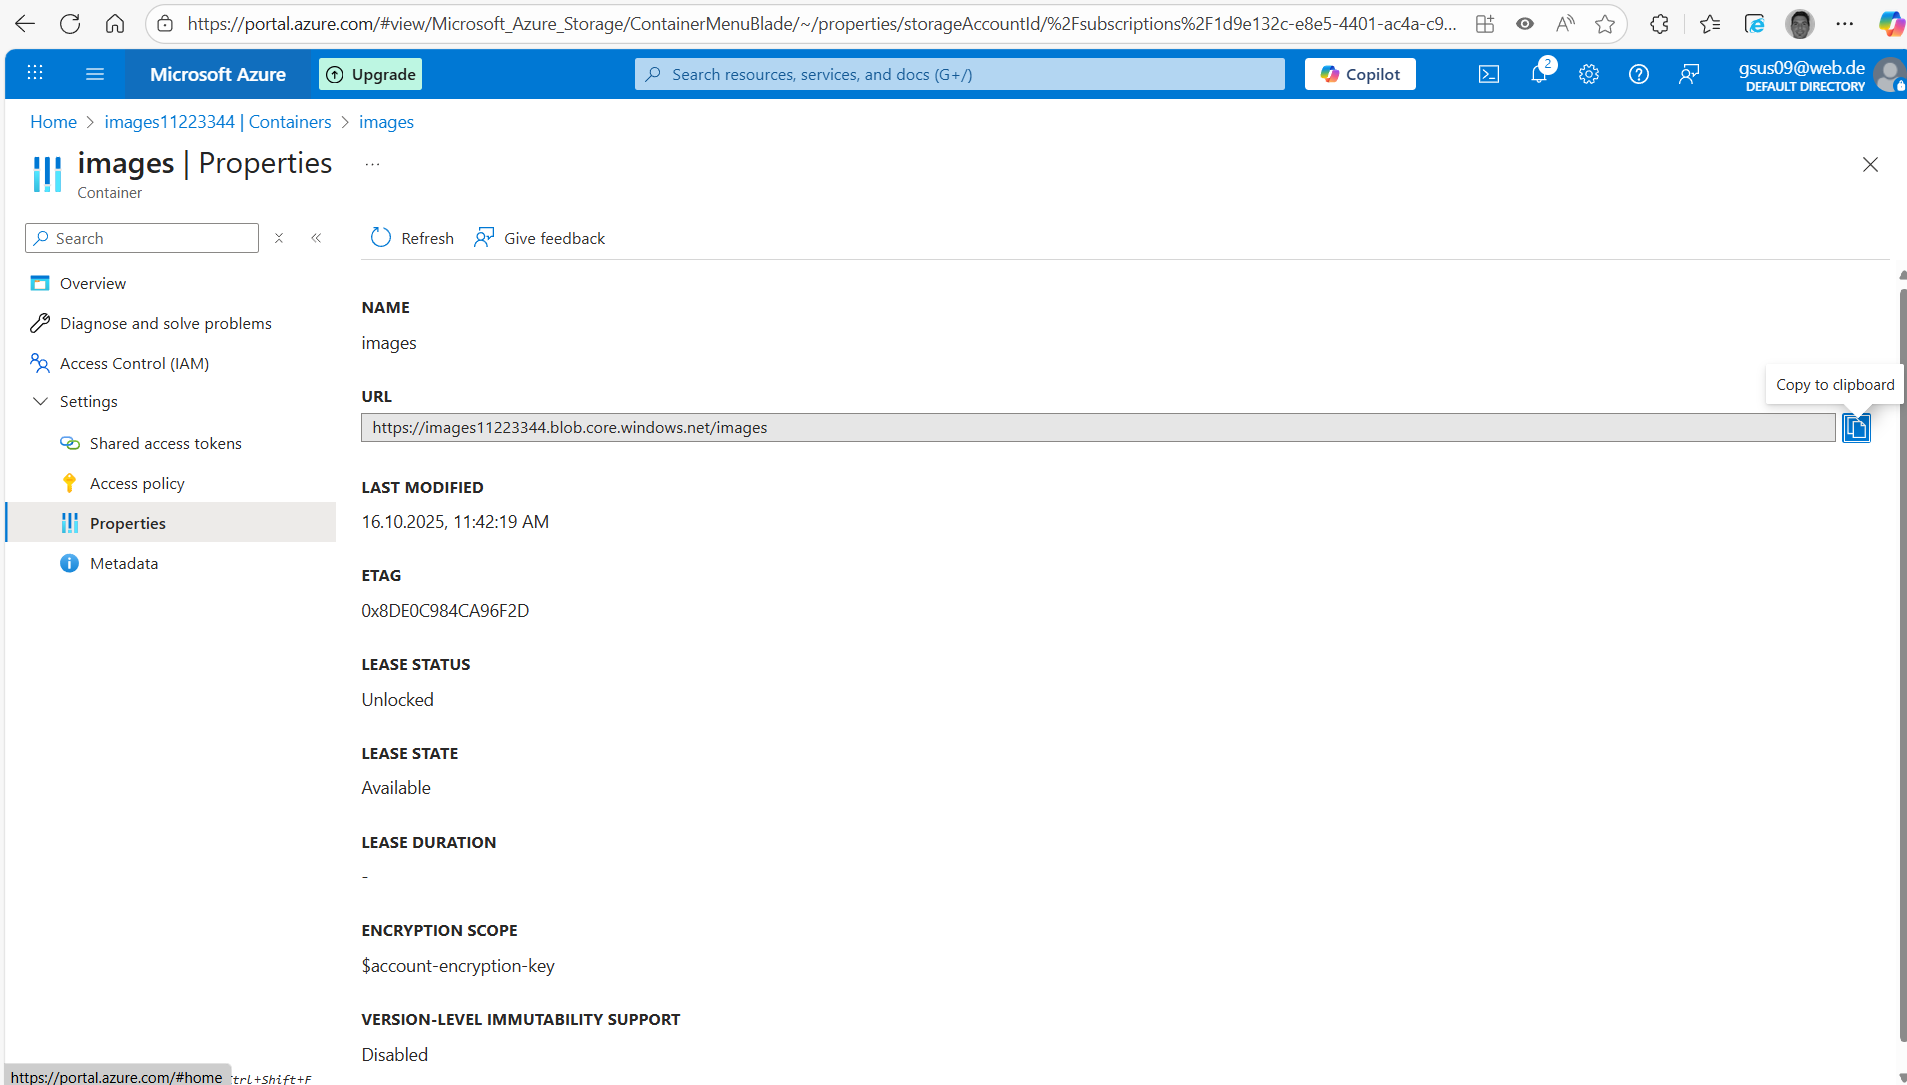 https://portal.azure.com/#view/Microsoft_Azure_Storage/ContainerMenuBlade/~/properties/storageAccountId/%2Fsubscriptions%2F1d9e132c-e8e5-4401-ac4a-c9...
Microsoft Azure
Upgrade
Search resources, services, and docs (G+/)
Copilot
2
gsus09@web.de
DEFAULT DIRECTORY
Home > images11223344 | Containers > images
images | Properties ...
Container
Search
Refresh
Give feedback
Overview
Diagnose and solve problems
Access Control (IAM)
Settings
Shared access tokens
Access policy
Properties
Metadata
NAME
images
Copy to clipboard
URL
https://images11223344.blob.core.windows.net/images
LAST MODIFIED
16.10.2025, 11:42:19 AM
ETAG
0x8DE0C984CA96F2D
LEASE STATUS
Unlocked
LEASE STATE
Available
LEASE DURATION
-
ENCRYPTION SCOPE
$account-encryption-key
VERSION-LEVEL IMMUTABILITY SUPPORT
Disabled
https://portal.azure.com/#home
trl+Shift+F